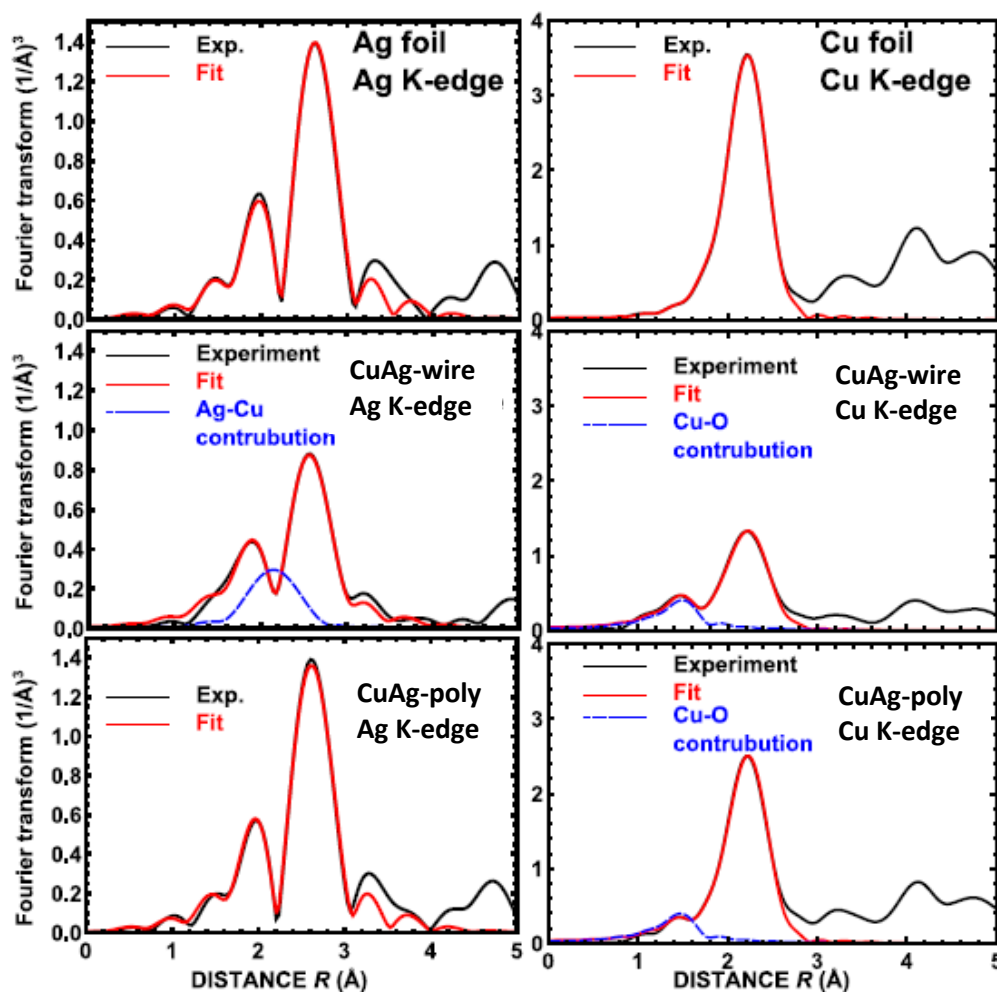 Fourier transform (1/Å)³
1.4
1.2
1.0
0.8
0.6
0.4
0.2
0.0
Exp.
Fit
Ag foil
Ag K-edge
4
3
2
1
0
Exp.
Fit
Cu foil
Cu K-edge
Fourier transform (1/Å)³
1.4
1.2
1.0
0.8
0.6
0.4
0.2
0.0
Experiment
Fit
Ag-Cu
contrubution
CuAg-wire
Ag K-edge
4
3
2
1
0
Experiment
Fit
Cu-O
contrubution
CuAg-wire
Cu K-edge
Fourier transform (1/Å)³
1.4
1.2
1.0
0.8
0.6
0.4
0.2
0.0
Exp.
Fit
CuAg-poly
Ag K-edge
0 1 2 3 4 5
DISTANCE R (Å)
4
3
2
1
0
Experiment
Fit
Cu-O
contrubution
CuAg-poly
Cu K-edge
0 1 2 3 4 5
DISTANCE R (Å)